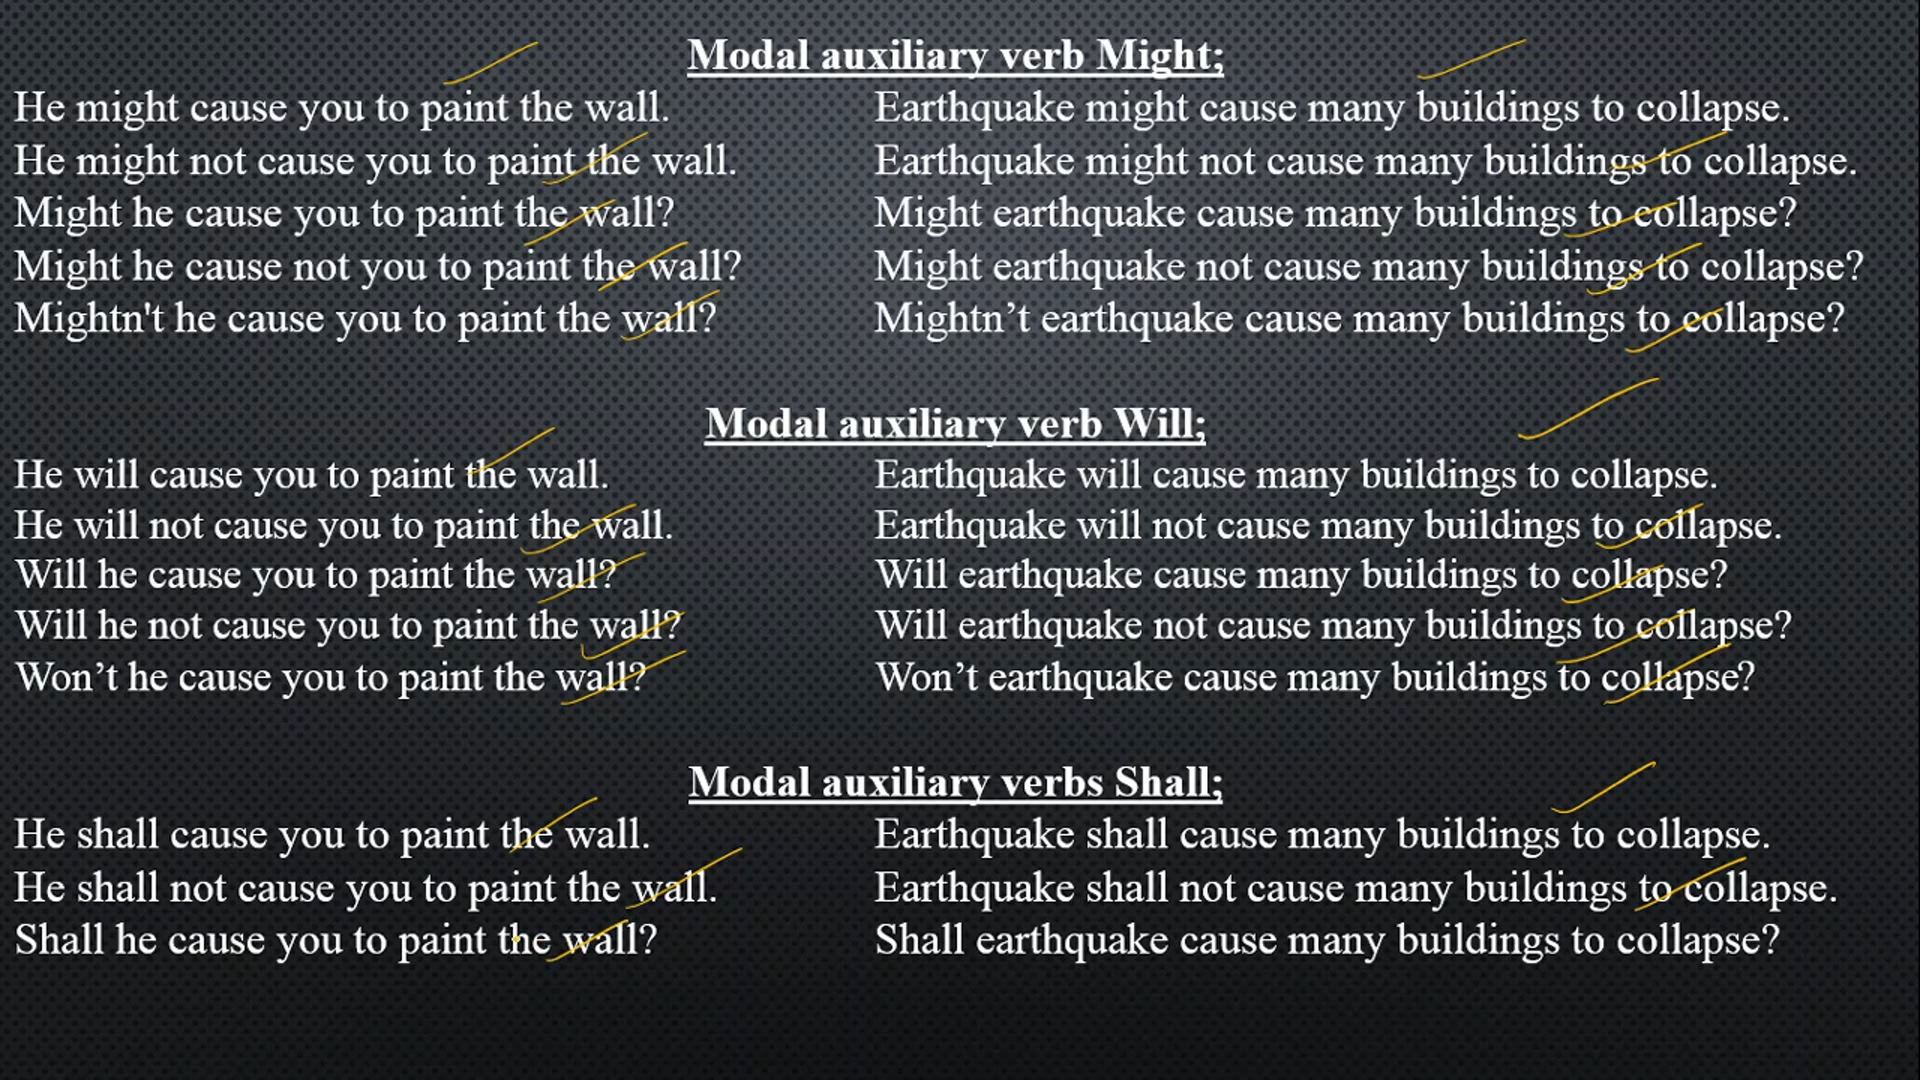 Modal auxiliary verb Might;
He might cause you to paint the wall.
He might not cause you to paint the wall.
Might he cause you to paint the wall?
Might he cause not you to paint the wall?
Mightn't he cause you to paint the wall?
Earthquake might cause many buildings to collapse.
Earthquake might not cause many buildings to collapse.
Might earthquake cause many buildings to collapse?
Might earthquake not cause many buildings to collapse?
Mightn’t earthquake cause many buildings to collapse?
Modal auxiliary verb Will;
He will cause you to paint the wall.
He will not cause you to paint the wall.
Will he cause you to paint the wall?
Will he not cause you to paint the wall?
Won’t he cause you to paint the wall?
Earthquake will cause many buildings to collapse.
Earthquake will not cause many buildings to collapse.
Will earthquake cause many buildings to collapse?
Will earthquake not cause many buildings to collapse?
Won’t earthquake cause many buildings to collapse?
Modal auxiliary verbs Shall;
He shall cause you to paint the wall.
He shall not cause you to paint the wall.
Shall he cause you to paint the wall?
Earthquake shall cause many buildings to collapse.
Earthquake shall not cause many buildings to collapse.
Shall earthquake cause many buildings to collapse?